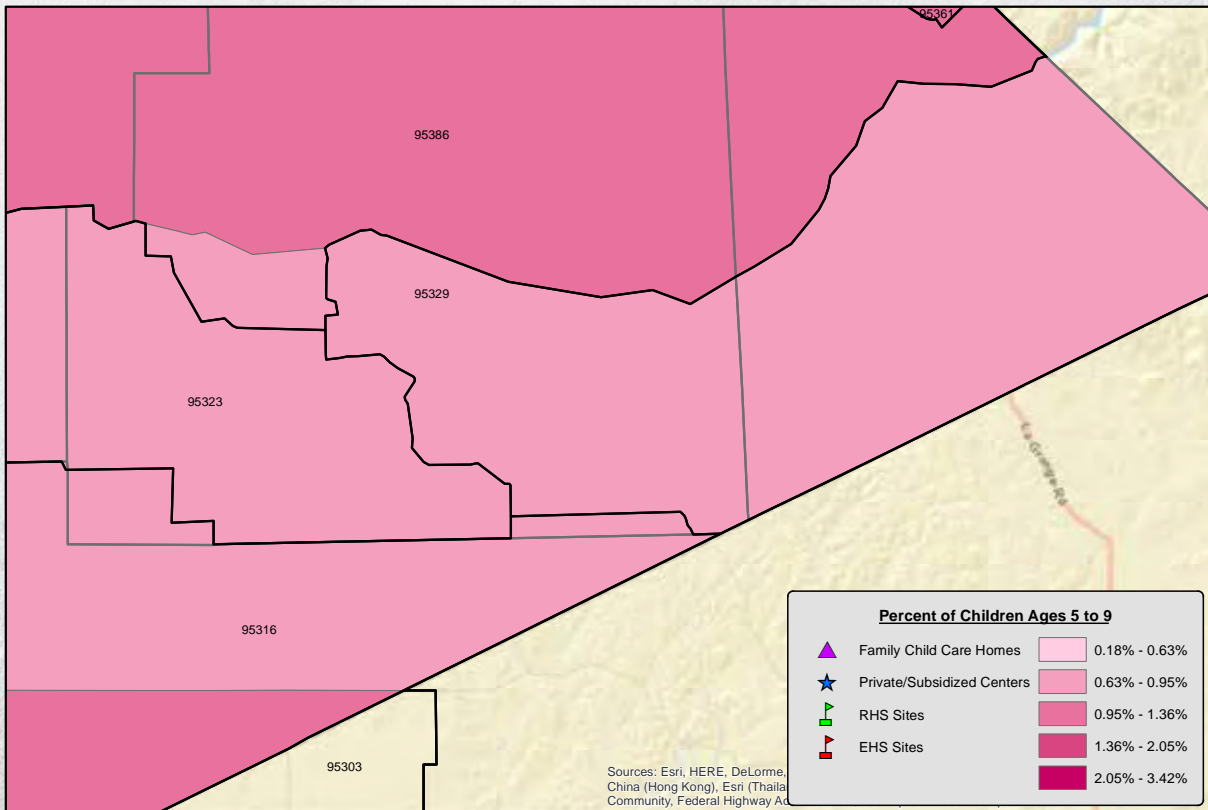 95361
95386
95329
95323
La Grange Rd
95316
95303
Percent of Children Ages 5 to 9
Family Child Care Homes
Private/Subsidized Centers
RHS Sites
EHS Sites
0.18% - 0.63%
0.63% - 0.95%
0.95% - 1.36%
1.36% - 2.05%
2.05% - 3.42%
Sources: Esri, HERE, DeLorme,
China (Hong Kong), Esri
Community, Federal Highway